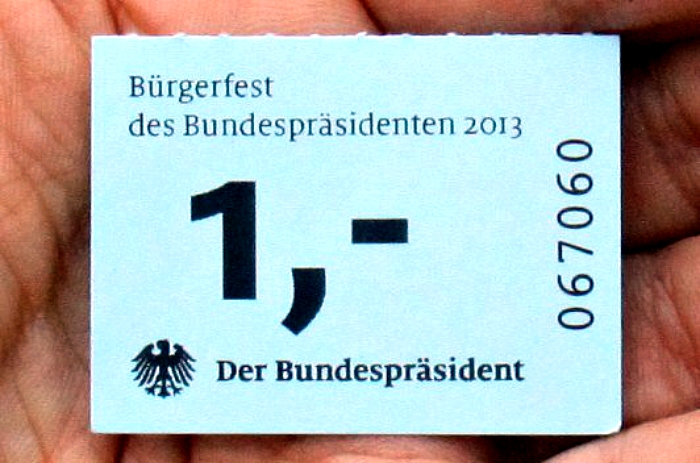 Bürgerfest
des Bundespräsidenten 2013
1,-
067060
Der Bundespräsident